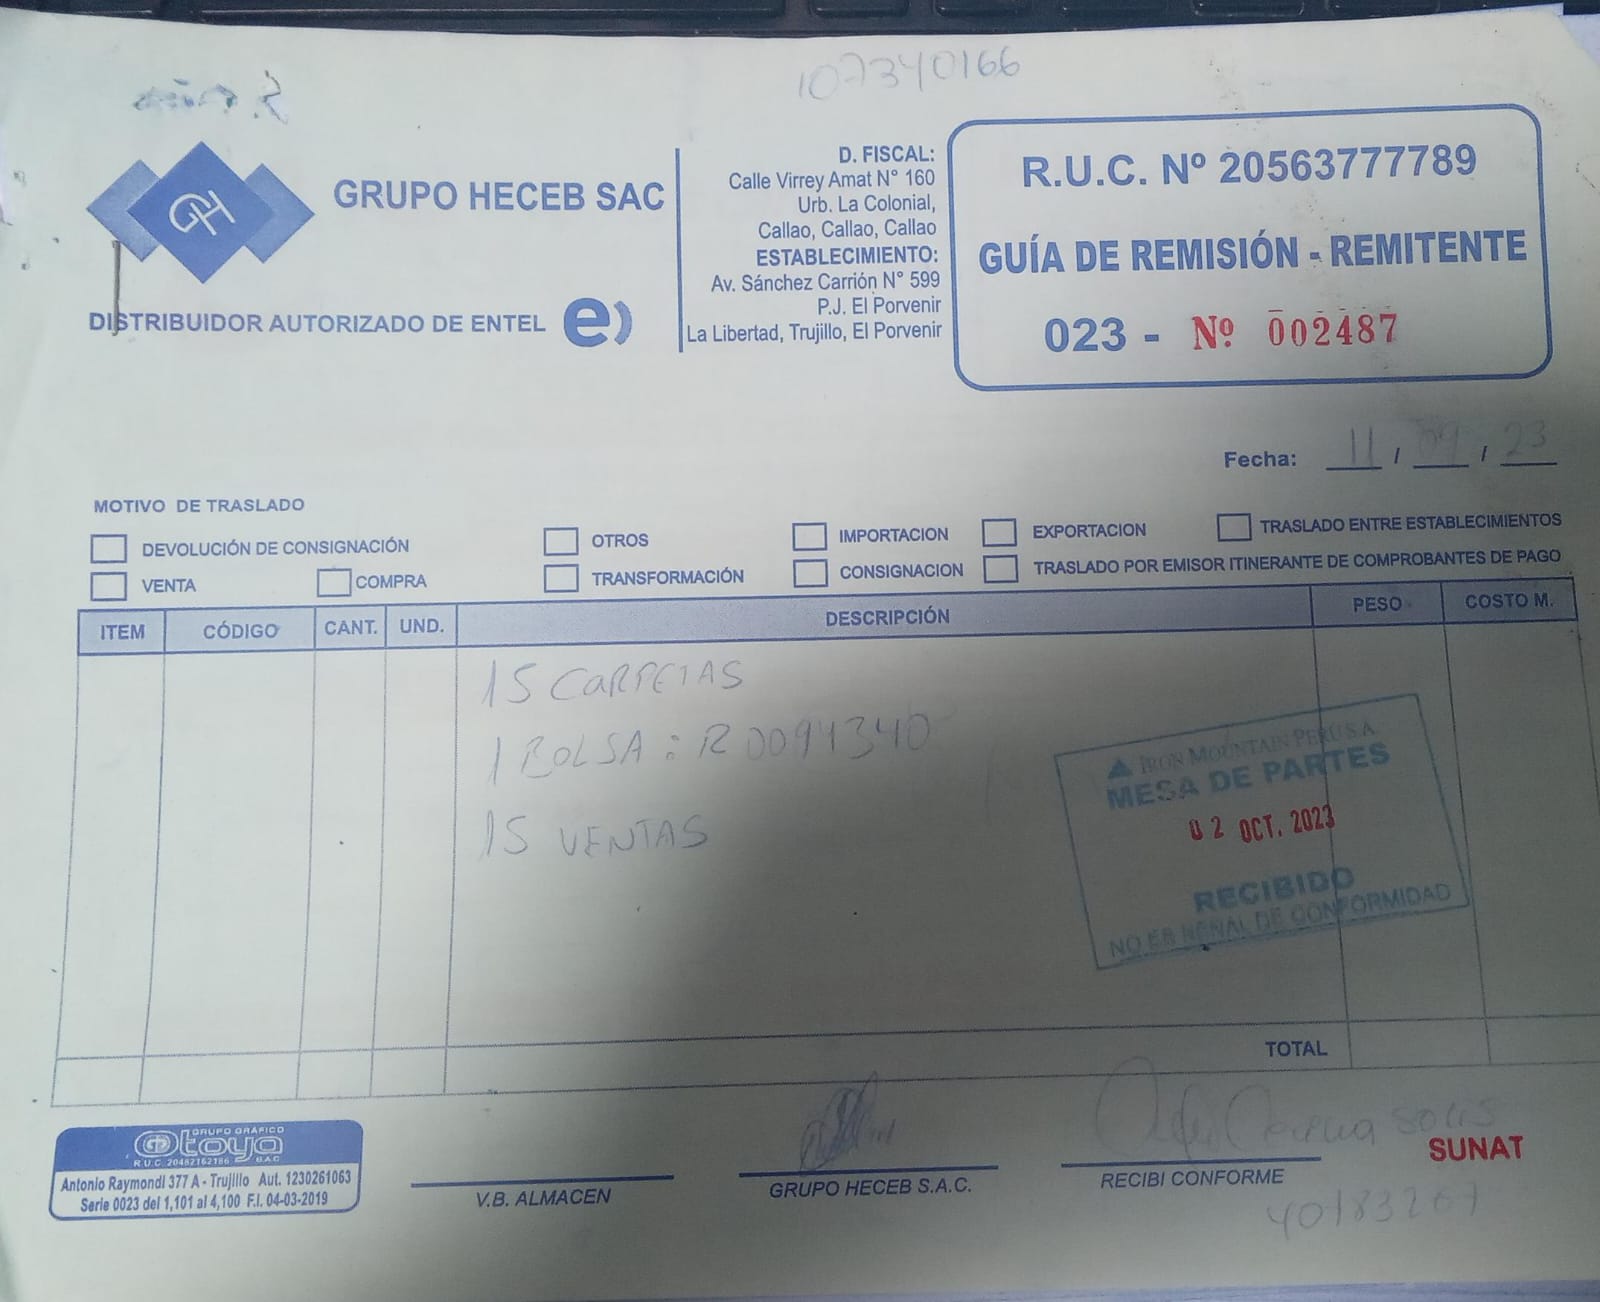 107340166
GH
GRUPO HECEB SAC
DISTRIBUIDOR AUTORIZADO DE ENTEL e)
D. FISCAL:
Calle Virrey Amat N° 160
Urb. La Colonial,
Callao, Callao, Callao
ESTABLECIMIENTO:
Av. Sánchez Carrión N° 599
P.J. El Porvenir
La Libertad, Trujillo, El Porvenir
R.U.C. Nº 20563777789
GUÍA DE REMISIÓN - REMITENTE
023 - Nº 002487
Fecha: 11 / 09 / 23
MOTIVO DE TRASLADO
DEVOLUCIÓN DE CONSIGNACIÓN OTROS IMPORTACION EXPORTACION TRASLADO ENTRE ESTABLECIMIENTOS
VENTA COMPRA TRANSFORMACIÓN CONSIGNACION TRASLADO POR EMISOR ITINERANTE DE COMPROBANTES DE PAGO
ITEM CÓDIGO CANT. UND. DESCRIPCIÓN PESO COSTO M.
15 CARPETAS
1 BOLSA : R0094340
15 VENTAS
IRON MOUNTAIN PERU S.A.
MESA DE PARTES
02 OCT. 2023
RECIBIDO
NO ES SEÑAL DE CONFORMIDAD
TOTAL
GRUPO GRÁFICO
Otoya
R.U.C. 20482162186 S.A.C
Antonio Raymondi 377 A - Trujillo Aut. 1230261063
Serie 0023 del 1,101 al 4,100 F.I. 04-03-2019
V.B. ALMACEN
GRUPO HECEB S.A.C.
Solis
RECIBI CONFORME
SUNAT
40183267